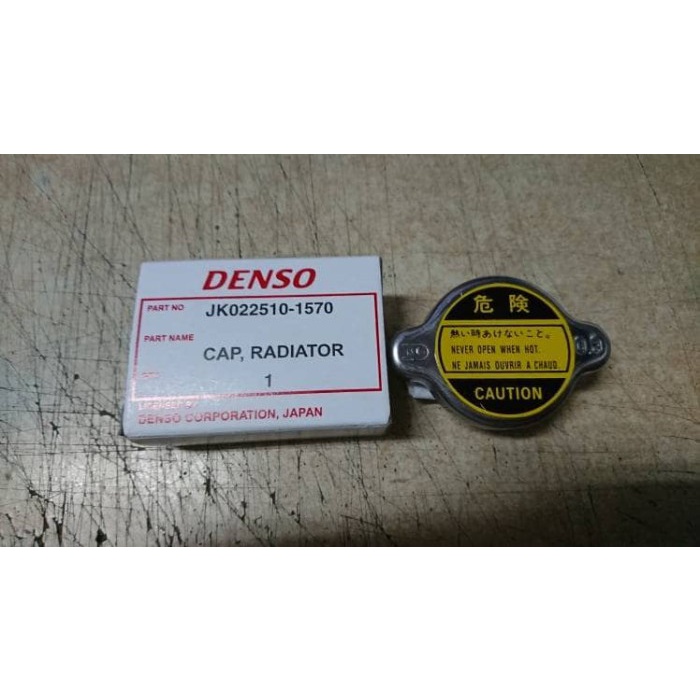 DENSO
PART NO JK022510-1570
PART NAME
CAP, RADIATOR
1
DENSO CORPORATION, JAPAN
危険
熱い時あけないこと。
NEVER OPEN WHEN HOT.
NE JAMAIS OUVRIR A CHAUD.
CAUTION